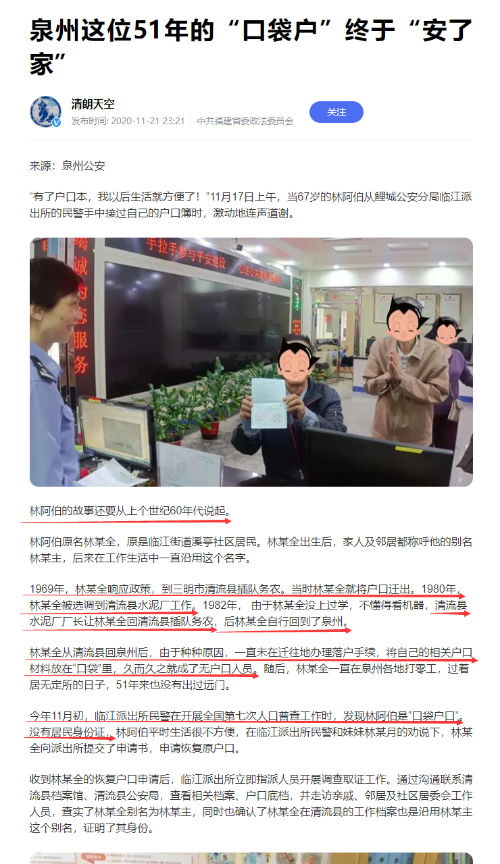 泉州这位51年的“口袋户”终于“安了
家”
清朗天空
发布时间: 2020-11-21 23:21 中共福建省委政法委员会
关注
来源：泉州公安
“有了户口本，我以后生活就方便了！”11月17日上午，当67岁的林阿伯从鲤城公安分局临江派
出所的民警手中接过自己的户口簿时，激动地连声道谢。
竭诚为您服务
手拉手参与平安建设 心连心
林阿伯的故事还要从上个世纪60年代说起。
林阿伯原名林某全，原是临江街道溪亭社区居民。林某全出生后，家人及邻居都称呼他的别名
林某主，后来在工作生活中一直沿用这个名字。
1969年，林某全响应政策，到三明市清流县插队务农。当时林某全就将户口迁出。1980年，
林某全被选调到清流县水泥厂工作。1982年， 由于林某全没上过学，不懂得看机器，清流县
水泥厂厂长让林某全回清流县插队务农，后林某全自行回到了泉州。
林某全从清流县回泉州后，由于种种原因，一直未在迁往地办理落户手续，将自己的相关户口
材料放在“口袋”里，久而久之就成了无户口人员。随后，林某全一直在泉州各地打零工，过着
居无定所的日子，51年来也没有出过远门。
今年11月初，临江派出所民警在开展全国第七次人口普查工作时，发现林阿伯是“口袋户”，
没有居民身份证，林阿伯平时生活很不方便，在临江派出所民警和妹妹林某月的劝说下，林某
全向派出所提交了申请书，申请恢复原户口。
收到林某全的恢复户口申请后，临江派出所立即指派人员开展调查取证工作。通过沟通联系清
流县档案馆、清流县公安局，查看相关档案、户口底档，并走访亲戚、邻居及社区居委会工作
人员，查实了林某全别名为林某主，同时也确认了林某全在清流县的工作档案也是沿用林某主
这个别名，证明了其身份。